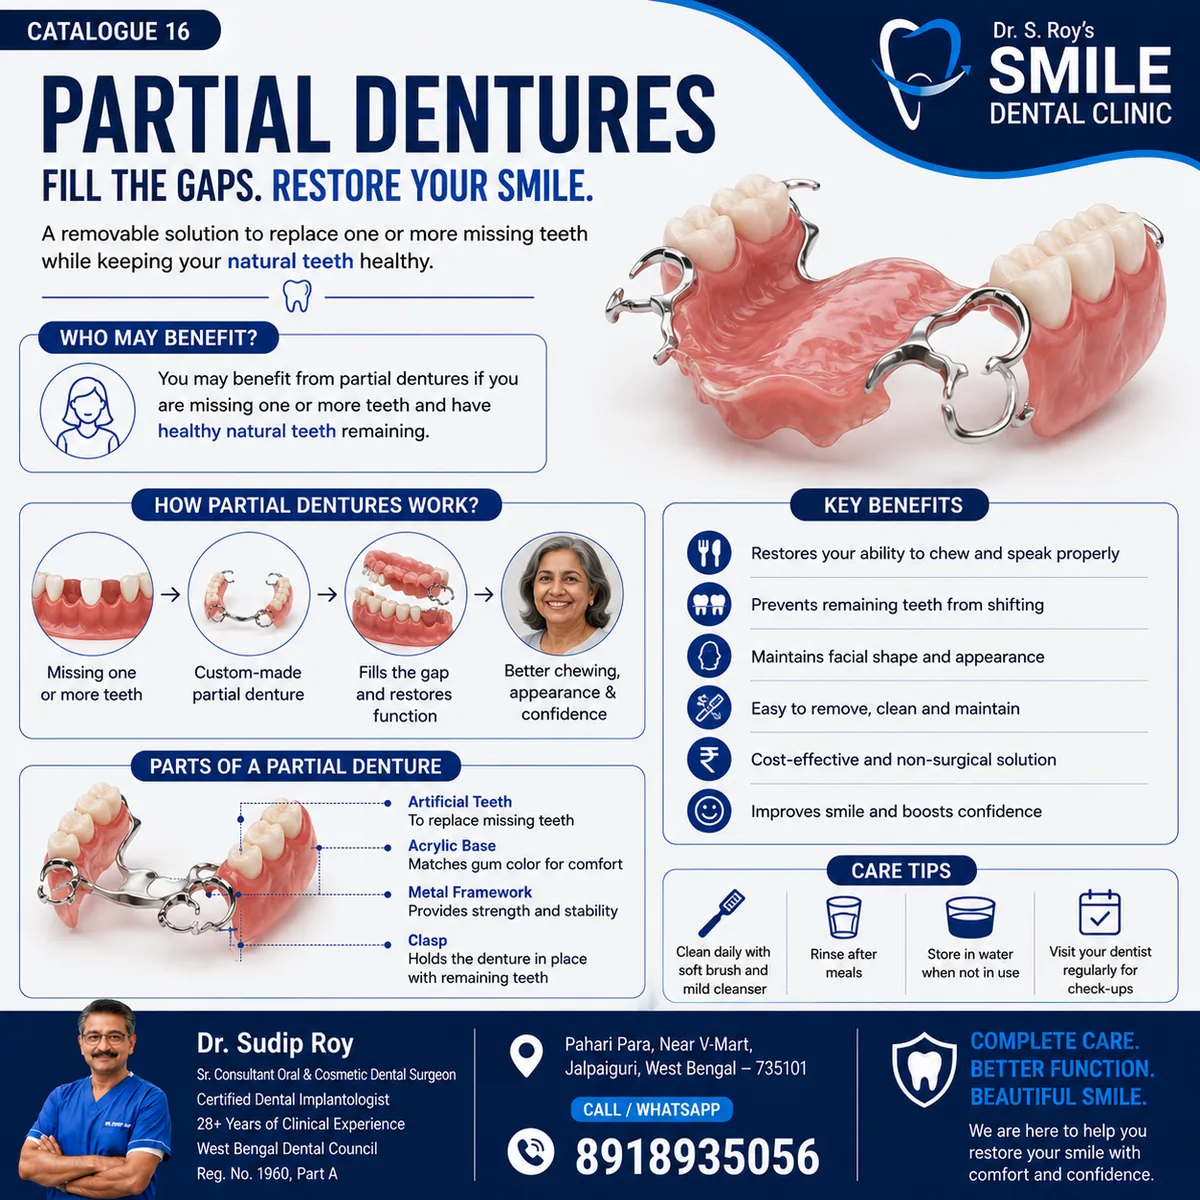 CATALOGUE 16
Dr. S. Roy's
SMILE
DENTAL CLINIC
PARTIAL DENTURES
FILL THE GAPS. RESTORE YOUR SMILE.
A removable solution to replace one or more missing teeth
while keeping your natural teeth healthy.
WHO MAY BENEFIT?
You may benefit from partial dentures if you
are missing one or more teeth and have
healthy natural teeth remaining.
HOW PARTIAL DENTURES WORK?
Missing one
or more teeth
Custom-made
partial denture
Fills the gap
and restores
function
Better chewing,
appearance &
confidence
KEY BENEFITS
Restores your ability to chew and speak properly
Prevents remaining teeth from shifting
Maintains facial shape and appearance
Easy to remove, clean and maintain
₹
Cost-effective and non-surgical solution
Improves smile and boosts confidence
PARTS OF A PARTIAL DENTURE
Artificial Teeth
To replace missing teeth
Acrylic Base
Matches gum color for comfort
Metal Framework
Provides strength and stability
Clasp
Holds the denture in place
with remaining teeth
CARE TIPS
Clean daily with
soft brush and
mild cleanser
Rinse after
meals
Store in water
when not in use
Visit your dentist
regularly for
check-ups
Dr. Sudip Roy
Sr. Consultant Oral & Cosmetic Dental Surgeon
Certified Dental Implantologist
28+ Years of Clinical Experience
West Bengal Dental Council
Reg. No. 1960, Part A
Pahari Para, Near V-Mart,
Jalpaiguri, West Bengal – 735101
CALL / WHATSAPP
8918935056
COMPLETE CARE.
BETTER FUNCTION.
BEAUTIFUL SMILE.
We are here to help you
restore your smile with
comfort and confidence.